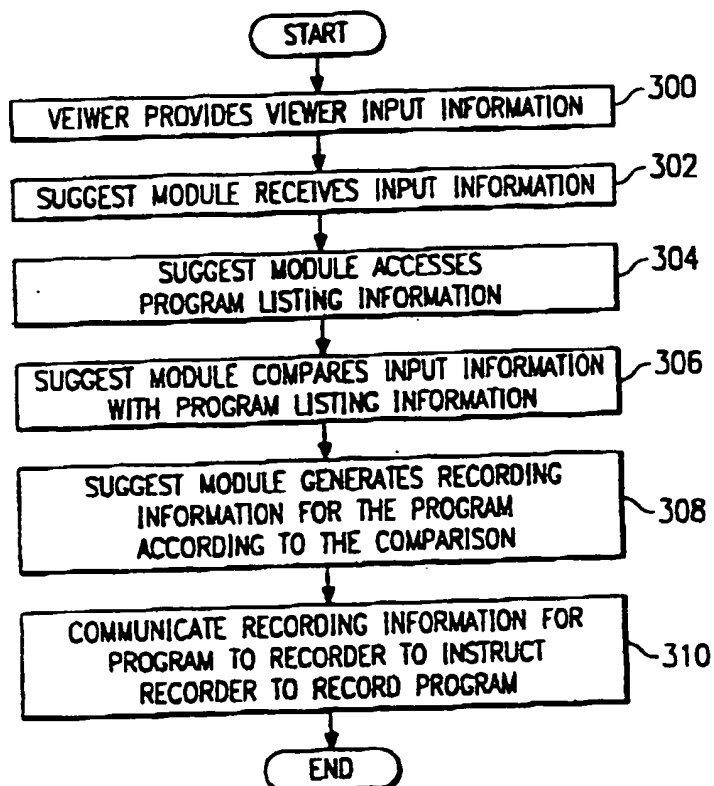 START
VEIWER PROVIDES VIEWER INPUT INFORMATION
300
SUGGEST MODULE RECEIVES INPUT INFORMATION
302
SUGGEST MODULE ACCESSES
PROGRAM LISTING INFORMATION
304
SUGGEST MODULE COMPARES INPUT INFORMATION
WITH PROGRAM LISTING INFORMATION
306
SUGGEST MODULE GENERATES RECORDING
INFORMATION FOR THE PROGRAM
ACCORDING TO THE COMPARISON
308
COMMUNICATE RECORDING INFORMATION FOR
PROGRAM TO RECORDER TO INSTRUCT
RECORDER TO RECORD PROGRAM
310
END